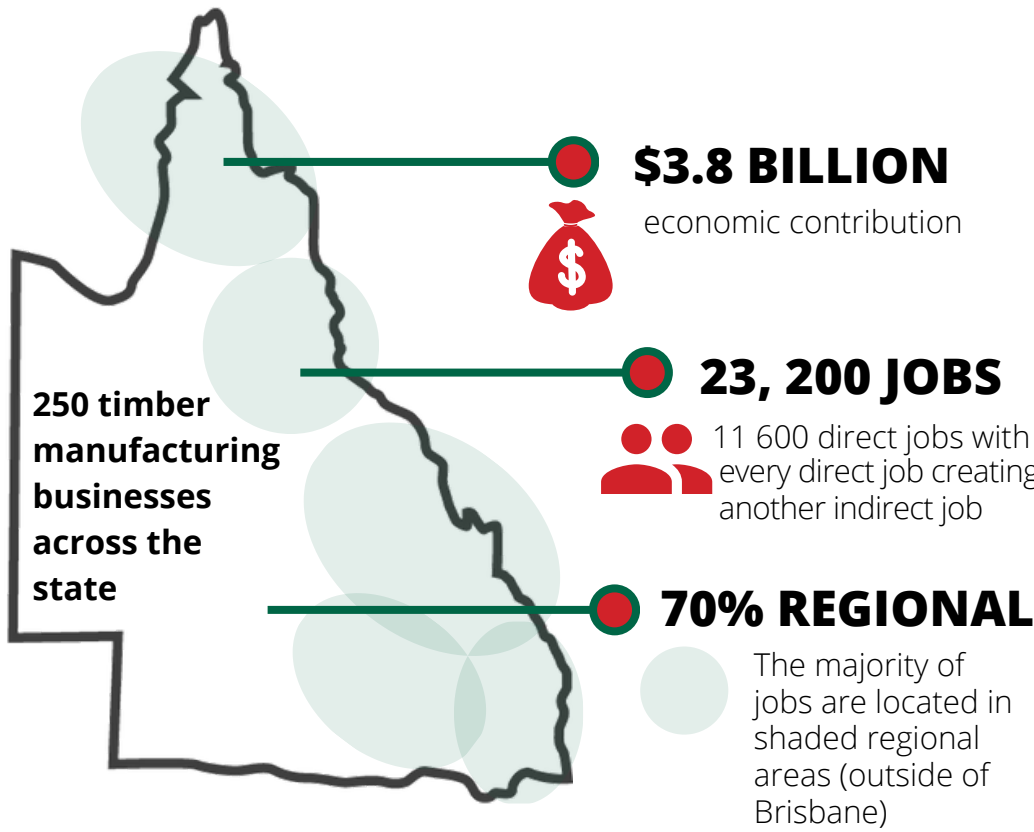 $3.8 BILLION
economic contribution
$
250 timber
manufacturing
businesses
across the
state
23, 200 JOBS
11 600 direct jobs with
every direct job creating
another indirect job
70% REGIONAL
The majority of
jobs are located in
shaded regional
areas (outside of
Brisbane)